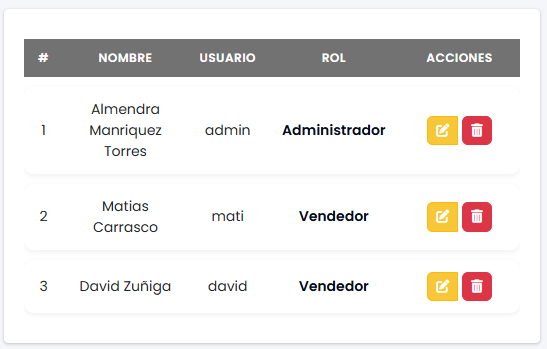 # NOMBRE USUARIO ROL ACCIONES
Almendra
1 Manriquez admin Administrador
Torres
Matias
2 mati Vendedor
Carrasco
3 David Zuñiga david Vendedor